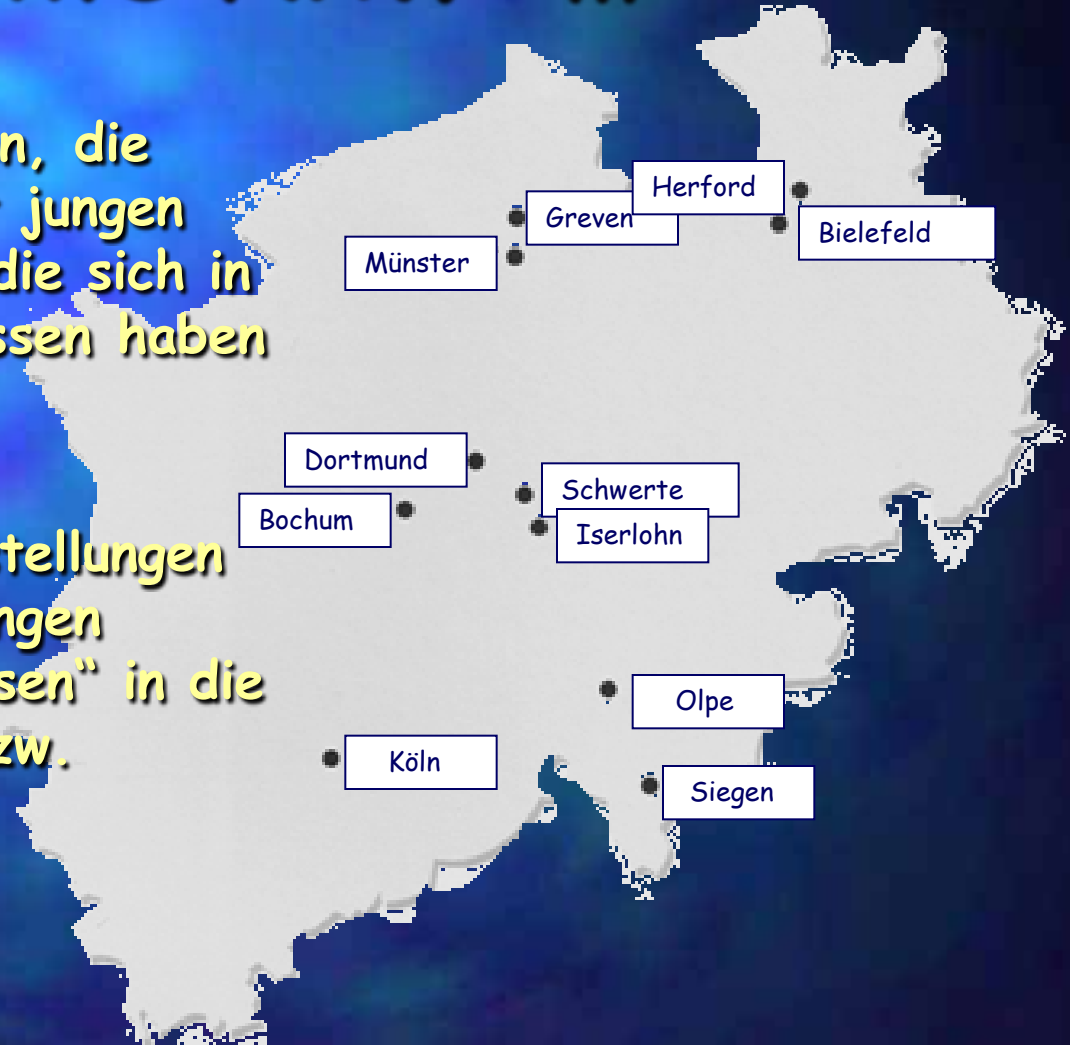 n, die
jungen
die sich in
ssen haben
tellungen
ngen
sen“ in die
zw.
Herford
Greven
Bielefeld
Münster
Dortmund
Schwerte
Bochum
Iserlohn
Olpe
Köln
Siegen